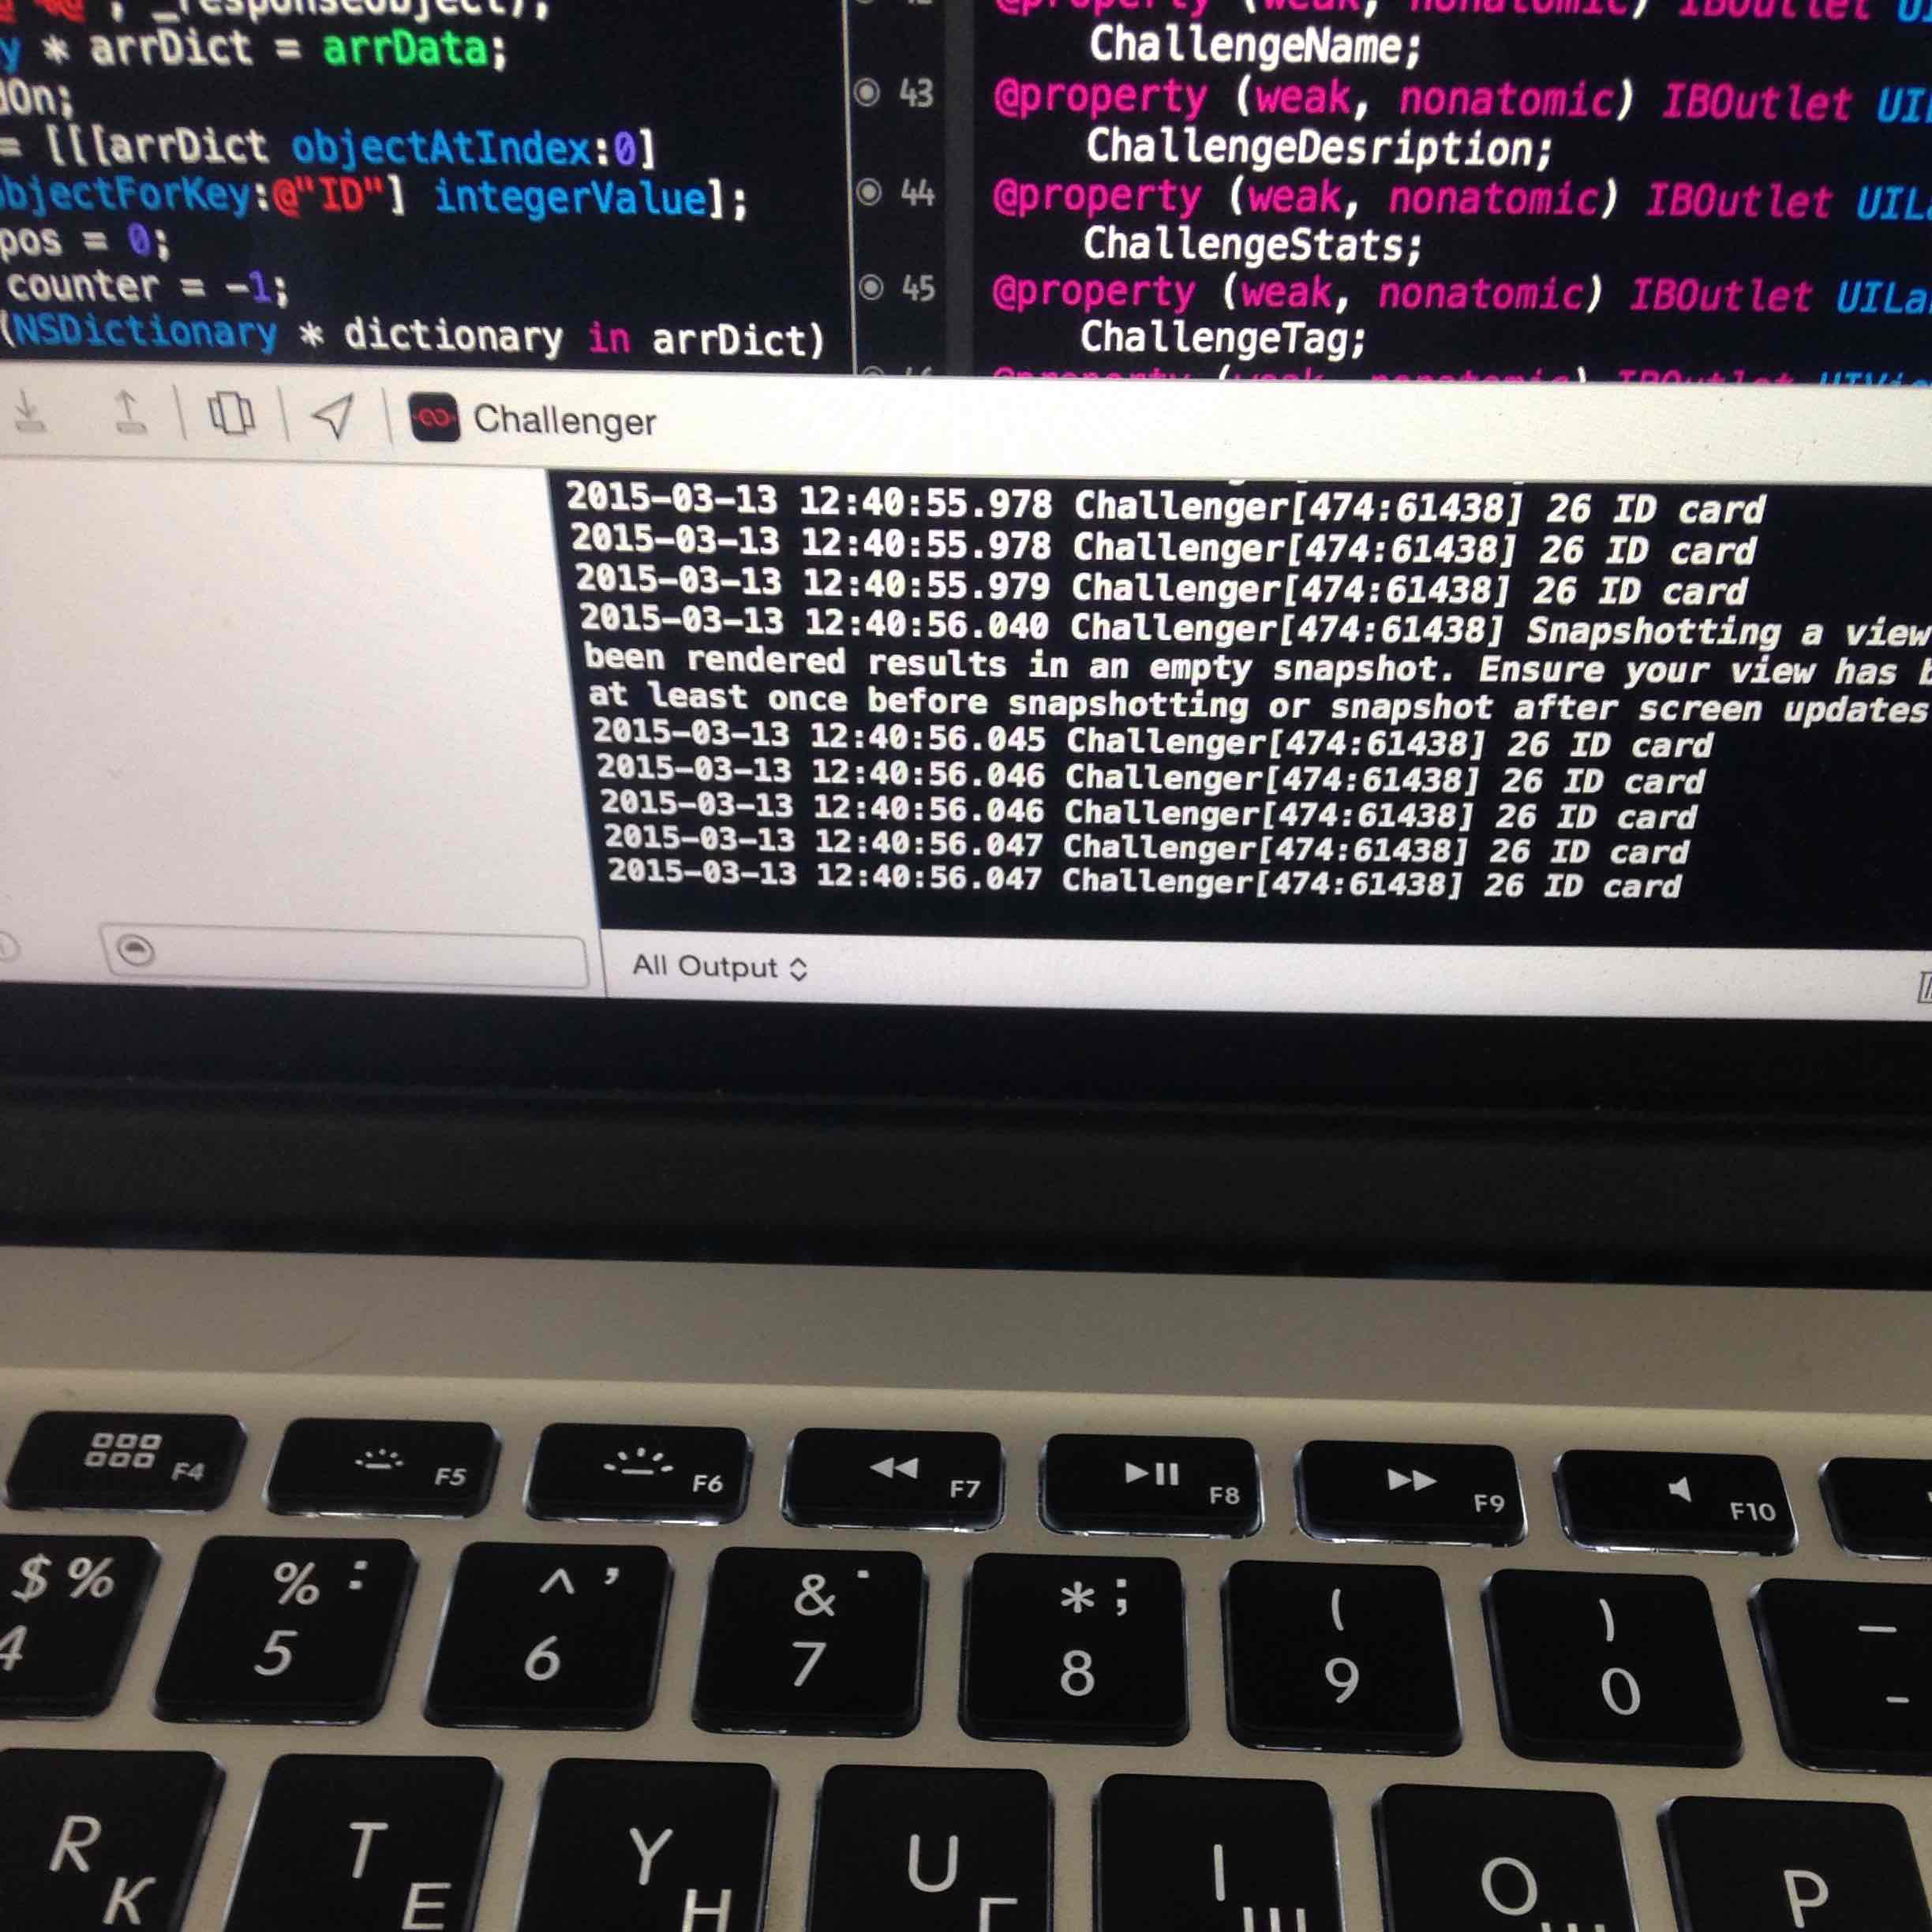 * arrDict = arrData;
= [[[arrDict objectAtIndex:0]
objectForKey:@"ID"] integerValue];
pos = 0;
counter = -1;
(NSDictionary * dictionary in arrDict)
@property (weak, nonatomic) IBOutlet
ChallengeName;
43 @property (weak, nonatomic) IBOutlet
ChallengeDesription;
44 @property (weak, nonatomic) IBOutlet UIL
ChallengeStats;
45 @property (weak, nonatomic) IBOutlet UILa
ChallengeTag;
Challenger
2015-03-13 12:40:55.978 Challenger[474:61438] 26 ID card
2015-03-13 12:40:55.978 Challenger[474:61438] 26 ID card
2015-03-13 12:40:55.979 Challenger[474:61438] 26 ID card
2015-03-13 12:40:56.040 Challenger[474:61438] Snapshotting a view
been rendered results in an empty snapshot. Ensure your view has
at least once before snapshotting or snapshot after screen updates
2015-03-13 12:40:56.045 Challenger[474:61438] 26 ID card
2015-03-13 12:40:56.046 Challenger[474:61438] 26 ID card
2015-03-13 12:40:56.046 Challenger[474:61438] 26 ID card
2015-03-13 12:40:56.047 Challenger[474:61438] 26 ID card
2015-03-13 12:40:56.047 Challenger[474:61438] 26 ID card
All Output
F4 F5 F6 F7 F8 F9 F10
$ % % : ^ , & . * ; ( ) —
4 5 6 7 8 9 0 -
R T Y U I O P
К Е Н Г Ш